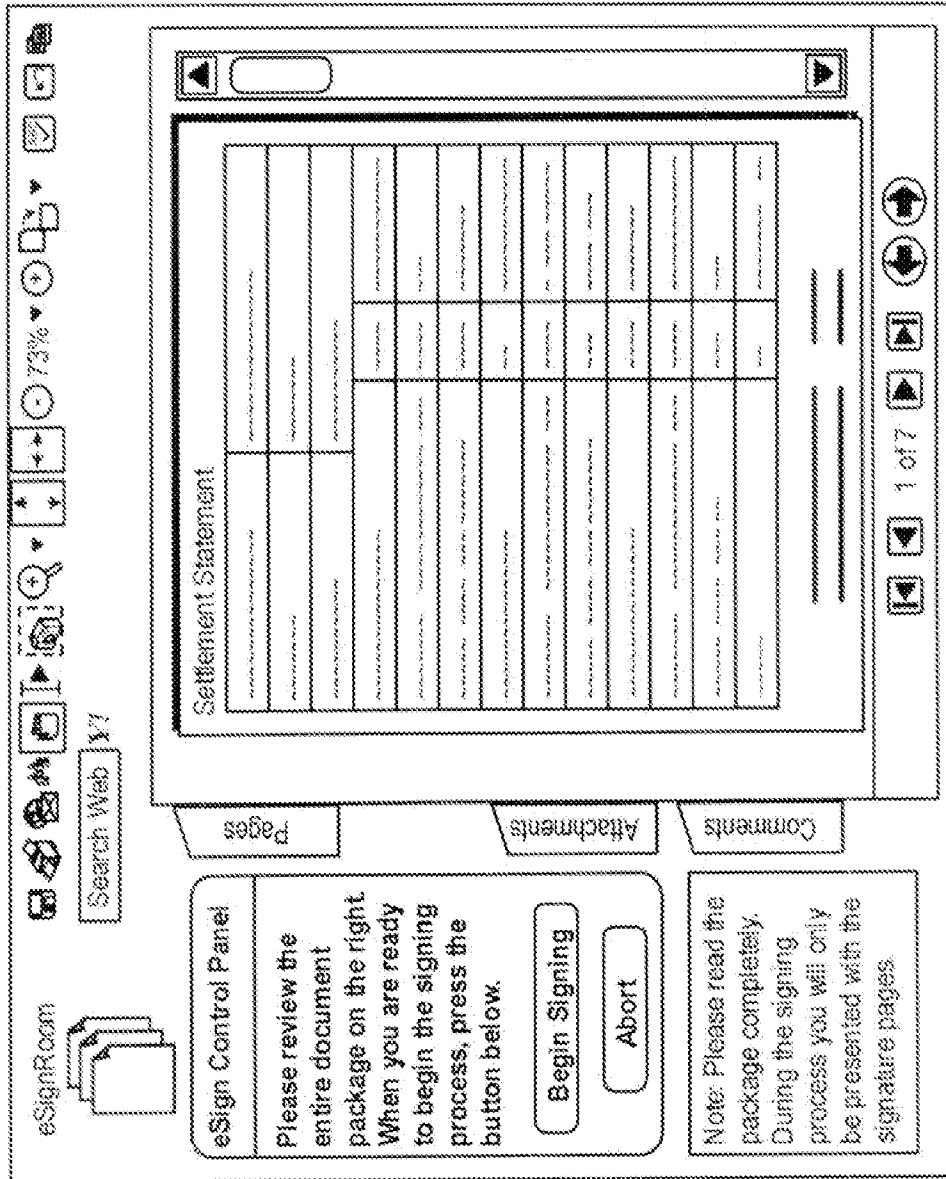 73%
Search Web Y!
eSignRoom
eSign Control Panel
Please review the
entire document
package on the right.
When you are ready
to begin the signing
process, press the
button below.
Begin Signing
Abort
Note: Please read the
package completely.
During the signing
process you will only
be presented with the
signature pages.
Pages
Attachments
Comments
Settlement Statement
1 of 7